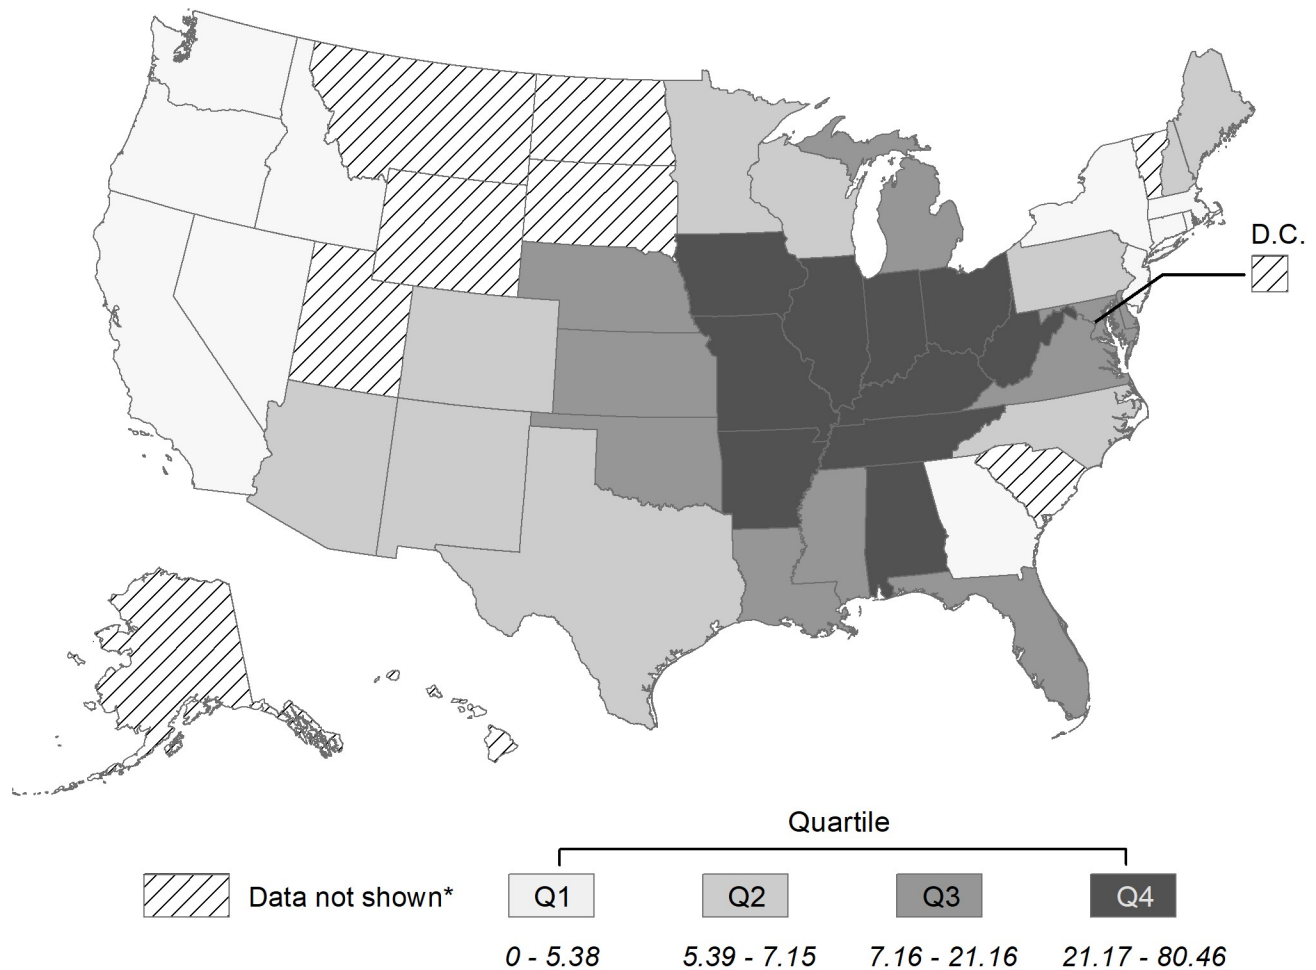 D.C.
Quartile
Data not shown*
Q1 Q2 Q3 Q4
0 - 5.38 5.39 - 7.15 7.16 - 21.16 21.17 - 80.46